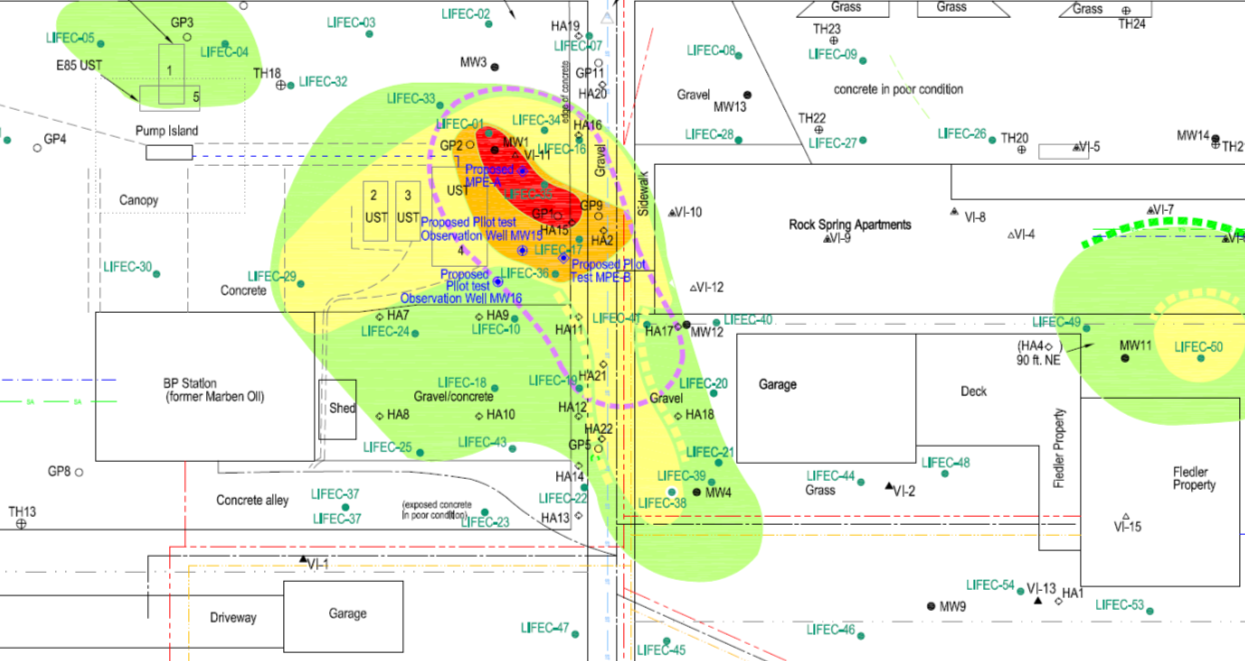 Grass
Grass
Grass
TH24
GP3
LIFEC-03
LIFEC-02
HA19
TH23
LIFEC-05
LIFEC-04
LIFEC-07
LIFEC-08
LIFEC-09
E85 UST
1
TH18
LIFEC-32
MW3
GP11
edge of concrete
HA20
Gravel
MW13
concrete in poor condition
5
LIFEC-33
LIFEC-34
LIFEC-01
HA16
TH22
Pump Island
GP4
GP2
MW1
VI-11
LIFEC-16
LIFEC-28
LIFEC-27
LIFEC-26
TH20
VI-5
MW14
Gravel
Proposed
MPE-A
Canopy
2
UST
3
UST
UST
GP1
GP9
Sidewalk
VI-10
Rock Spring Apartments
VI-9
VI-8
VI-4
VI-7
Proposed Pilot test
Observation Well MW15
HA15
HA2
4
LIFEC-17
LIFEC-30
LIFEC-29
Concrete
Proposed
Pilot test
Observation Well MW16
LIFEC-36
Proposed Pilot
Test MPE-B
VI-12
HA7
HA9
LIFEC-24
LIFEC-10
HA11
HA17
MW12
LIFEC-40
LIFEC-49
(HA4 )
90 ft. NE
MW11
LIFEC-50
BP Station
(former Marben Oil)
SA
SA
Shed
LIFEC-18
Gravel/concrete
HA21
LIFEC-20
Gravel
Garage
Deck
HA8
HA10
HA12
HA18
HA22
LIFEC-25
LIFEC-43
GP5
LIFEC-21
Fiedler Property
GP8
HA14
LIFEC-39
LIFEC-38
MW4
LIFEC-44
Grass
LIFEC-48
VI-2
Fiedler
Property
Concrete alley
LIFEC-37
LIFEC-37
(exposed concrete
in poor condition)
LIFEC-23
LIFEC-22
HA13
TH13
VI-15
VI-1
Driveway
Garage
LIFEC-47
LIFEC-45
LIFEC-46
MW9
LIFEC-54
VI-13
HA1
LIFEC-53